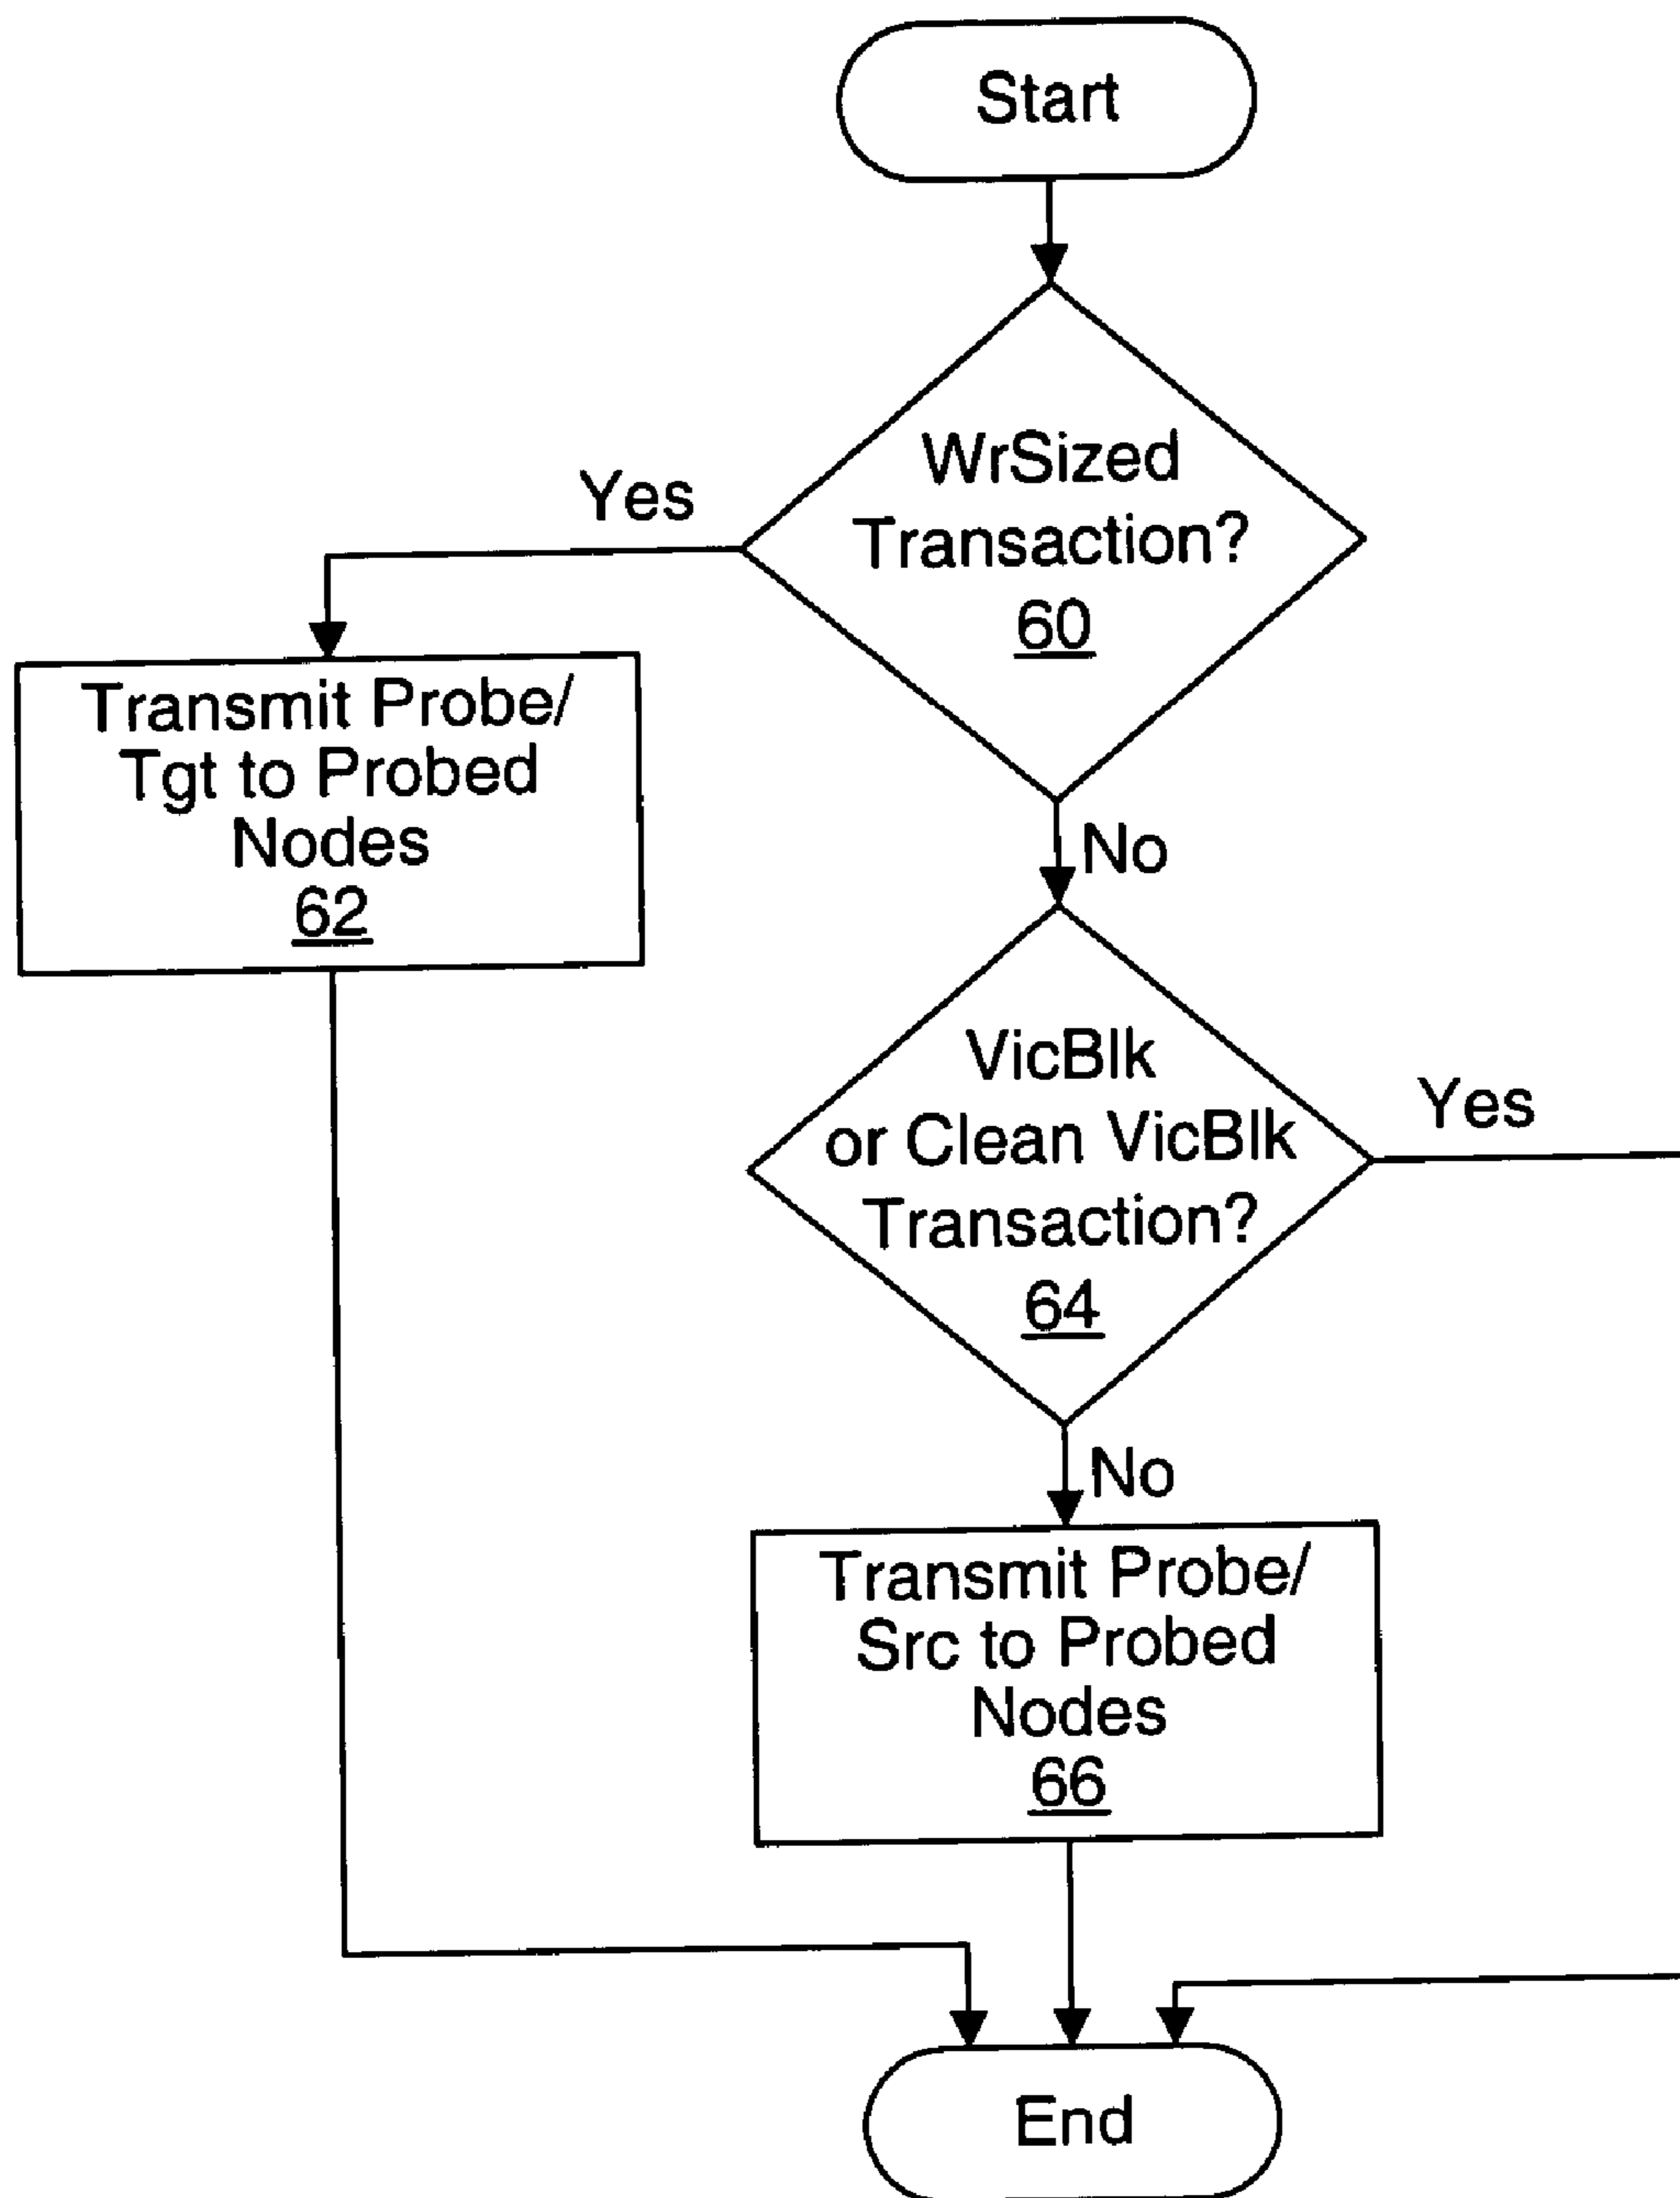 Start
WrSized
Transaction?
60
Yes
No
Transmit Probe/
Tgt to Probed
Nodes
62
VicBlk
or Clean VicBlk
Transaction?
64
Yes
No
Transmit Probe/
Src to Probed
Nodes
66
End